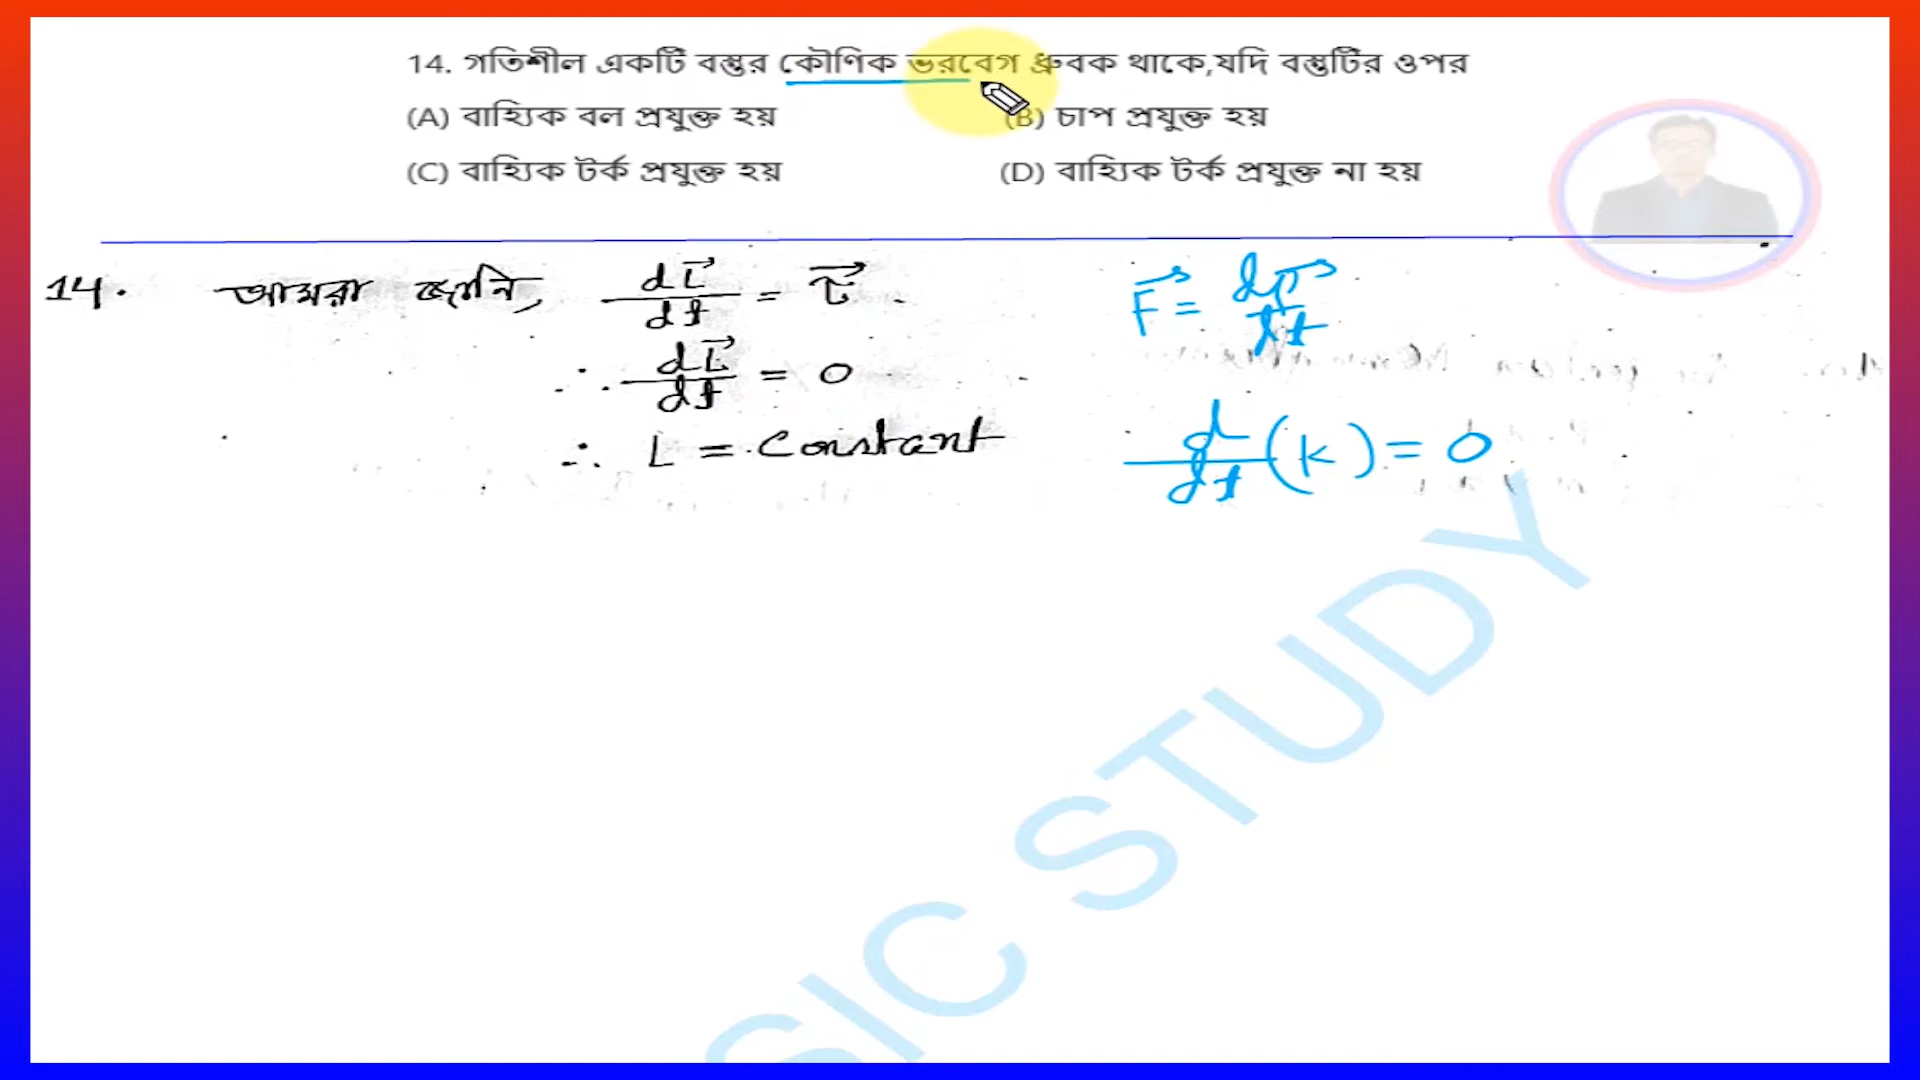 14. গতিশীল একটি বস্তুর কৌণিক ভরবেগ ধ্রুবক থাকে,যদি বস্তুটির ওপর
(A) বাহ্যিক বল প্রযুক্ত হয় (B) চাপ প্রযুক্ত হয়
(C) বাহ্যিক টর্ক প্রযুক্ত হয় (D) বাহ্যিক টর্ক প্রযুক্ত না হয়
14. আমরা জানি, dL⃗/dt = τ⃗ F⃗ = dp⃗/dt
∴ dL⃗/dt = 0
∴ L = constant d/dt (K) = 0
SIC STUDY